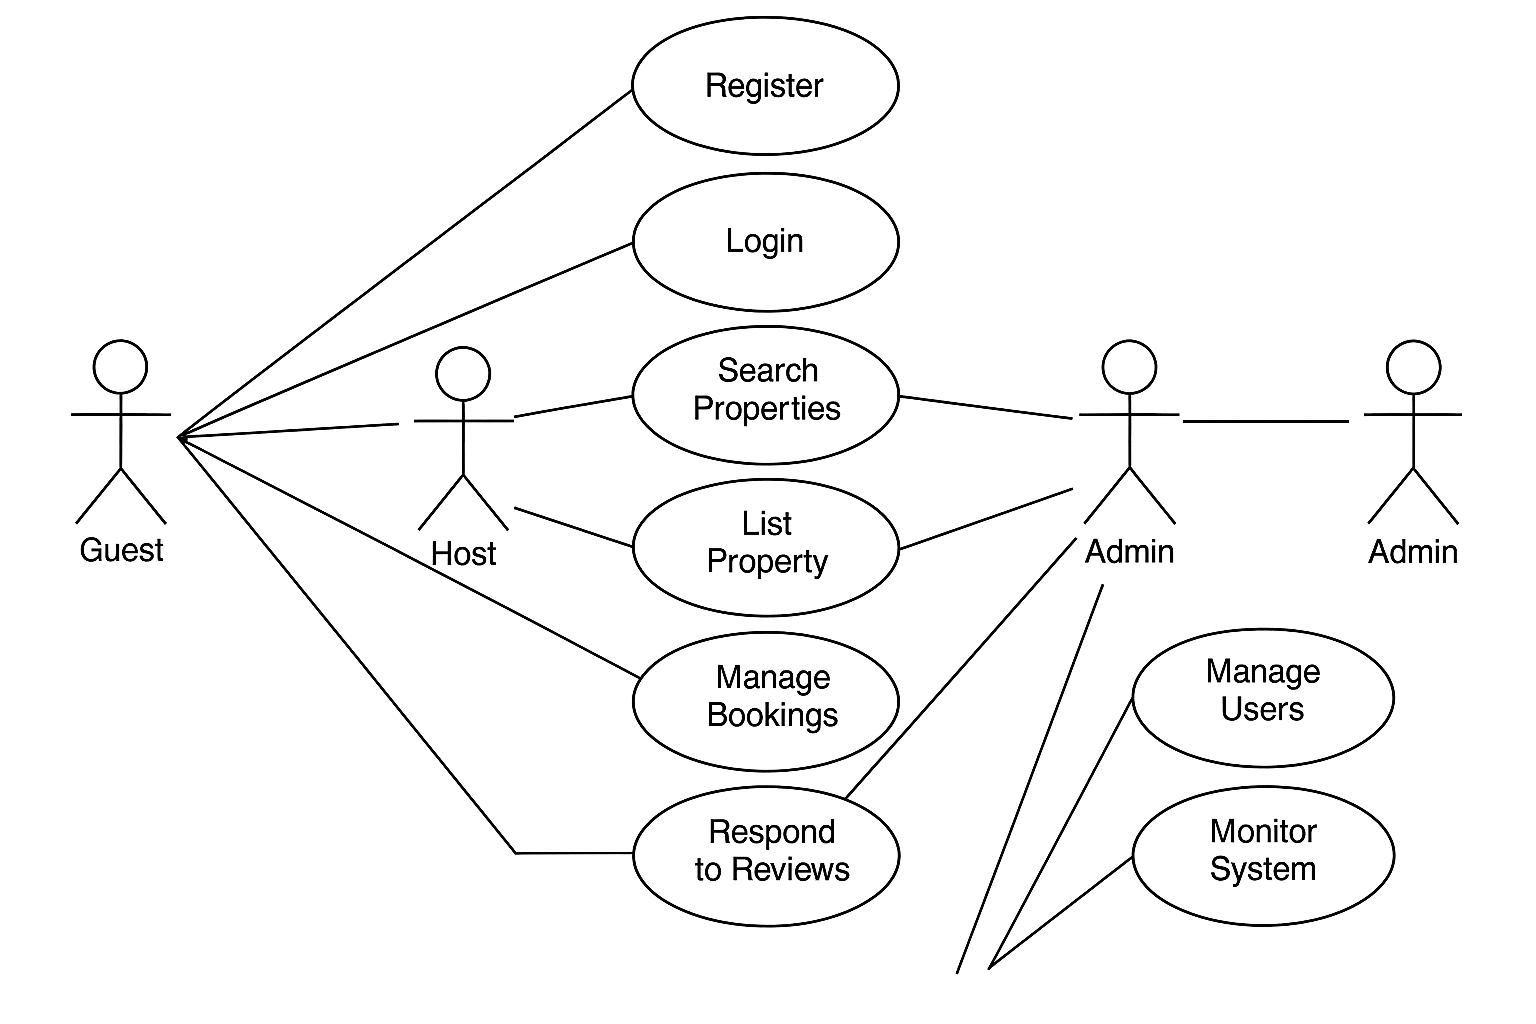 Register
Login
Search
Properties
List
Property
Guest
Host
Admin
Admin
Manage
Bookings
Manage
Users
Respond
to Reviews
Monitor
System